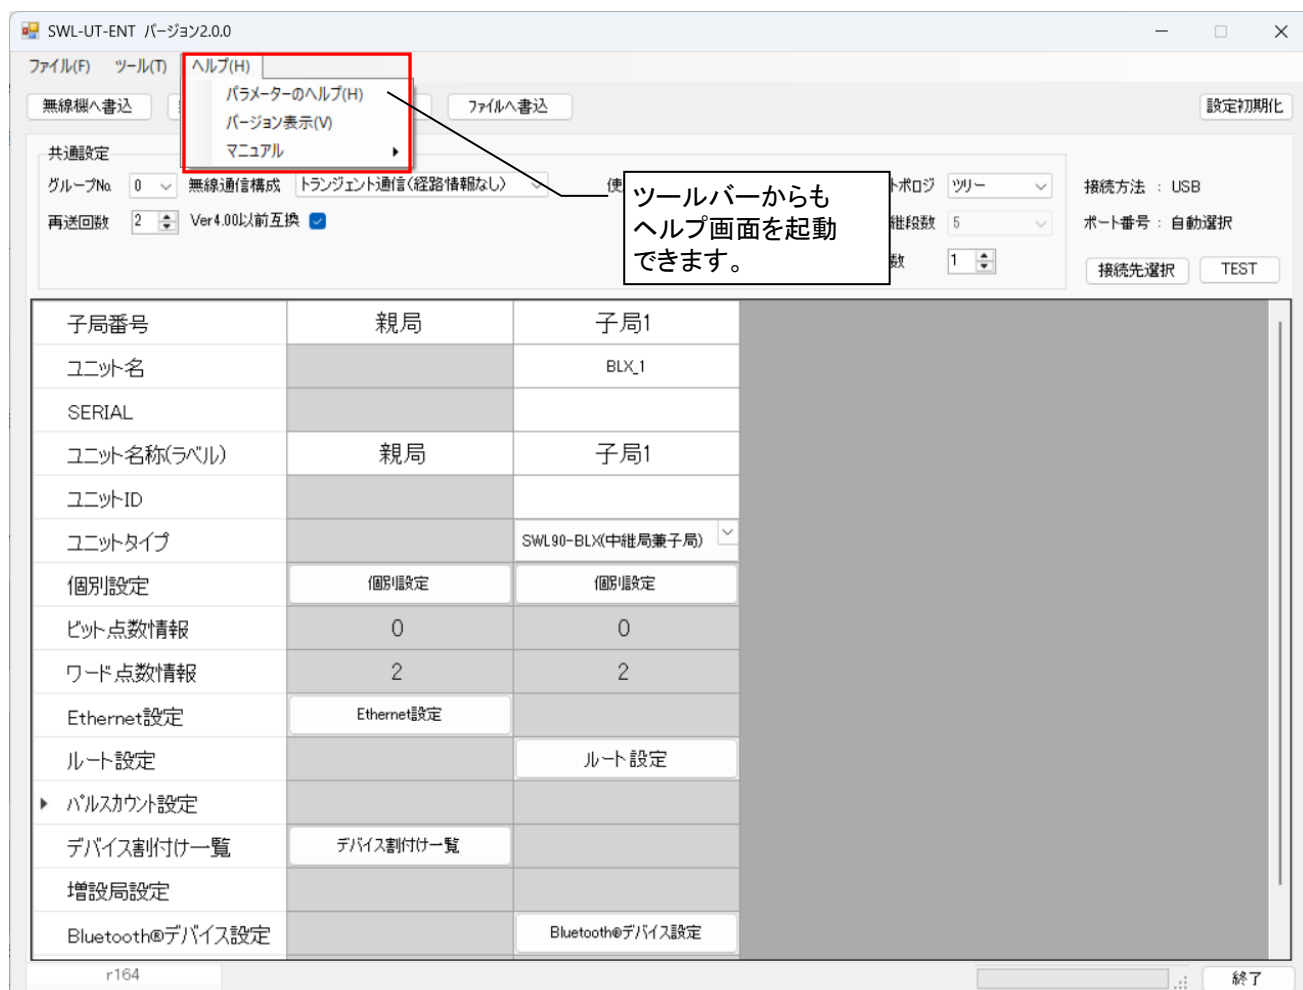 SWL-UT-ENT バージョン2.0.0
ファイル(F) ツール(T) ヘルプ(H)
パラメーターのヘルプ(H)
バージョン表示(V)
マニュアル
無線機へ書込 ファイルへ書込 設定初期化
共通設定
グループNo. 0 無線通信構成 トランジェント通信(経路情報なし) 使 トポロジ ツリー
再送回数 2 Ver4.00以前互換 継段数 5
数 1
ツールバーからも
ヘルプ画面を起動
できます。
接続方法 : USB
ポート番号 : 自動選択
接続先選択 TEST
子局番号 親局 子局1
ユニット名 BLX_1
SERIAL
ユニット名称(ラベル) 親局 子局1
ユニットID
ユニットタイプ SWL90-BLX(中継局兼子局)
個別設定 個別設定 個別設定
ビット点数情報 0 0
ワード点数情報 2 2
Ethernet設定 Ethernet設定
ルート設定 ルート設定
パルスカウント設定
デバイス割付け一覧 デバイス割付け一覧
増設局設定
Bluetooth®デバイス設定 Bluetooth®デバイス設定
r164 終了